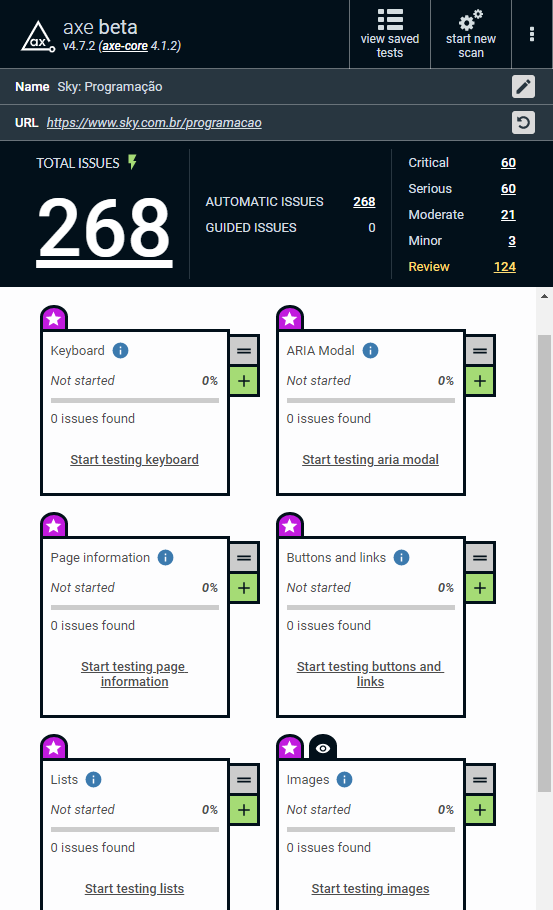 axe beta
v4.7.2 (axe-core 4.1.2)
view saved
tests
start new
scan
Name Sky: Programação
URL https://www.sky.com.br/programacao
TOTAL ISSUES
268
AUTOMATIC ISSUES 268
GUIDED ISSUES 0
Critical 60
Serious 60
Moderate 21
Minor 3
Review 124
Keyboard
Not started 0%
0 issues found
Start testing keyboard
ARIA Modal
Not started 0%
0 issues found
Start testing aria modal
Page information
Not started 0%
0 issues found
Start testing page
information
Buttons and links
Not started 0%
0 issues found
Start testing buttons and
links
Lists
Not started 0%
0 issues found
Start testing lists
Images
Not started 0%
0 issues found
Start testing images